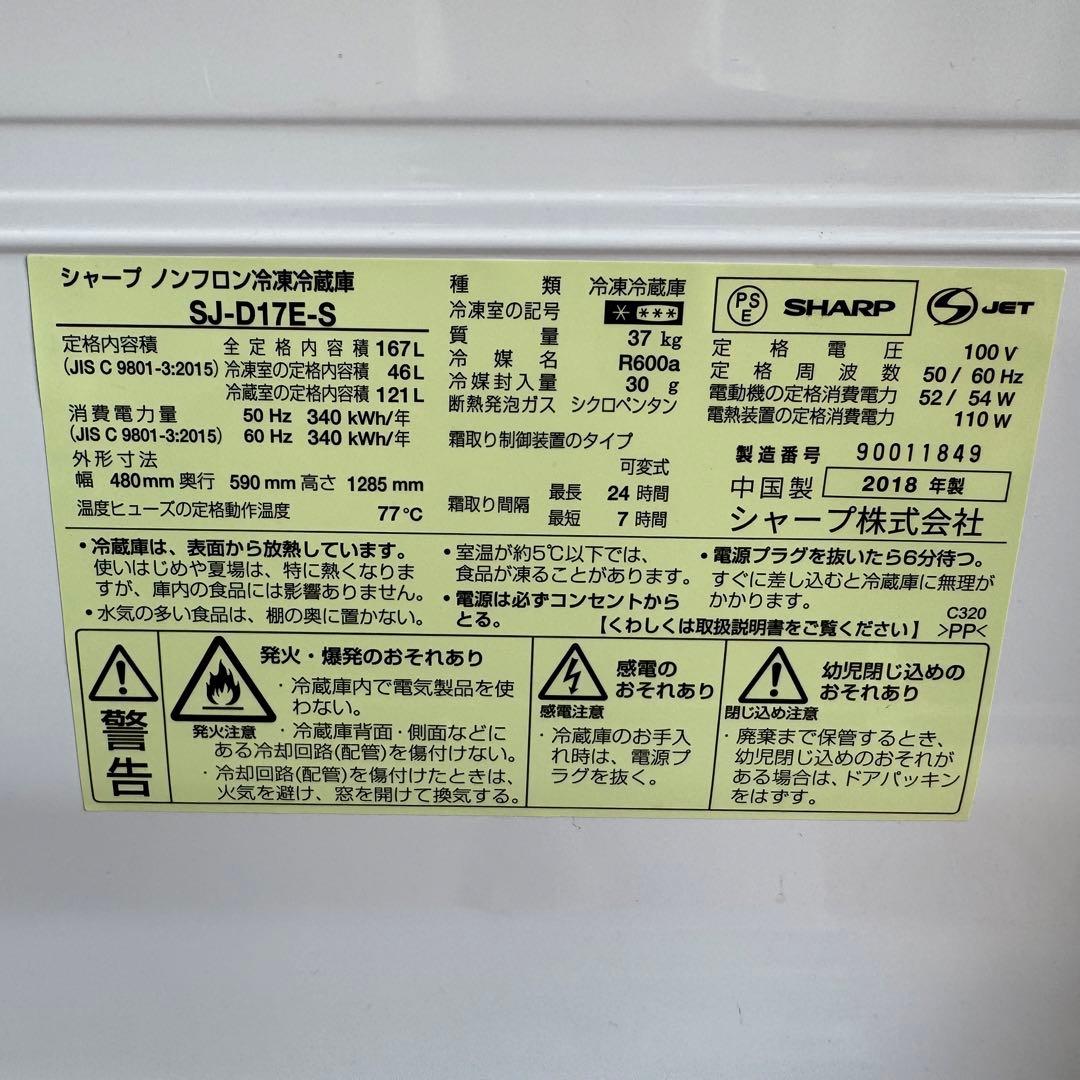 シャープ ノンフロン冷凍冷蔵庫
SJ-D17E-S
定格内容積 全定格内容積 167L
(JIS C 9801-3:2015) 冷凍室の定格内容積 46L
冷蔵室の定格内容積 121L
消費電力量 50 Hz 340 kWh/年
(JIS C 9801-3:2015) 60 Hz 340 kWh/年
外形寸法
幅 480mm 奥行 590mm 高さ 1285mm
温度ヒューズの定格動作温度 77℃
種類 冷凍冷蔵庫
冷凍室の記号 * ***
質量 37 kg
冷媒名 R600a
冷媒封入量 30 g
断熱発泡ガス シクロペンタン
霜取り制御装置のタイプ
可変式
霜取り間隔 最長 24 時間
最短 7 時間
PS
E
SHARP
S JET
定格電圧 100V
定格周波数 50/60 Hz
電動機の定格消費電力 52/54W
電熱装置の定格消費電力 110W
製造番号 90011849
中国製 2018 年製
シャープ株式会社
・冷蔵庫は、表面から放熱しています。
使いはじめや夏場は、特に熱くなりま
すが、庫内の食品には影響ありません。
・水気の多い食品は、棚の奥に置かない。
・室温が約5℃以下では、
食品が凍ることがあります。
・電源は必ずコンセントから
とる。
・電源プラグを抜いたら6分待つ。
すぐに差し込むと冷蔵庫に無理が
かかります。
C320
【くわしくは取扱説明書をご覧ください】 >PP<
警告
発火・爆発のおそれあり
発火注意
・冷蔵庫内で電気製品を使
わない。
・冷蔵庫背面・側面などに
ある冷却回路(配管)を傷付けない。
・冷却回路(配管)を傷付けたときは、
火気を避け、窓を開けて換気する。
感電の
おそれあり
感電注意
・冷蔵庫のお手入
れ時は、電源プ
ラグを抜く。
幼児閉じ込めの
おそれあり
閉じ込め注意
・廃棄まで保管するとき、
幼児閉じ込めのおそれが
ある場合は、ドアパッキン
をはずす。